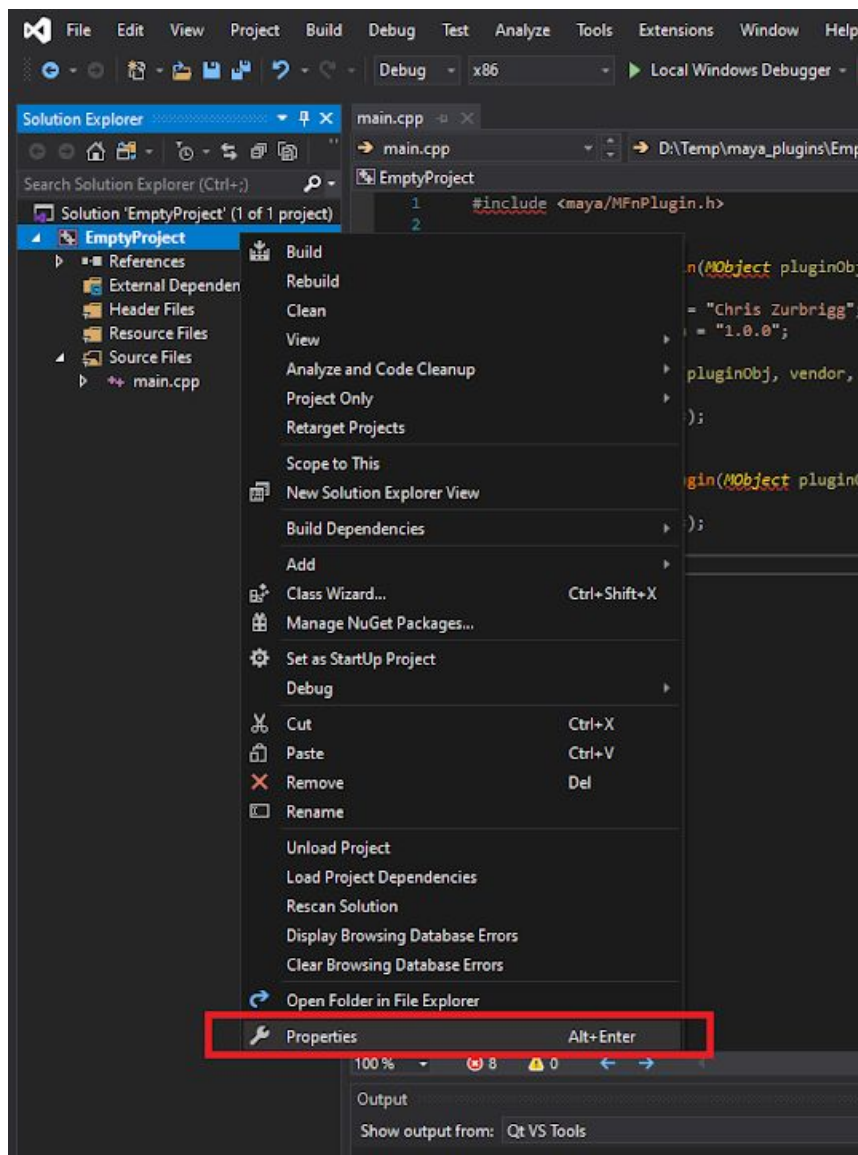 File Edit View Project Build Debug Test Analyze Tools Extensions Window Help
Debug x86 Local Windows Debugger
Solution Explorer
main.cpp
main.cpp
D:\Temp\maya_plugins\Emp
Search Solution Explorer (Ctrl+;)
EmptyProject
Solution 'EmptyProject' (1 of 1 project)
EmptyProject
References
External Depender
Header Files
Resource Files
Source Files
main.cpp
1 #include <maya/MFnPlugin.h>
2
n(MObject pluginObj
= "Chris Zurbrigg";
= "1.0.0";
pluginObj, vendor,
);
gin(MObject pluginO
);
Build
Rebuild
Clean
View
Analyze and Code Cleanup
Project Only
Retarget Projects
Scope to This
New Solution Explorer View
Build Dependencies
Add
Class Wizard... Ctrl+Shift+X
Manage NuGet Packages...
Set as StartUp Project
Debug
Cut Ctrl+X
Paste Ctrl+V
Remove Del
Rename
Unload Project
Load Project Dependencies
Rescan Solution
Display Browsing Database Errors
Clear Browsing Database Errors
Open Folder in File Explorer
Properties Alt+Enter
100 % 8 0
Output
Show output from: Qt VS Tools